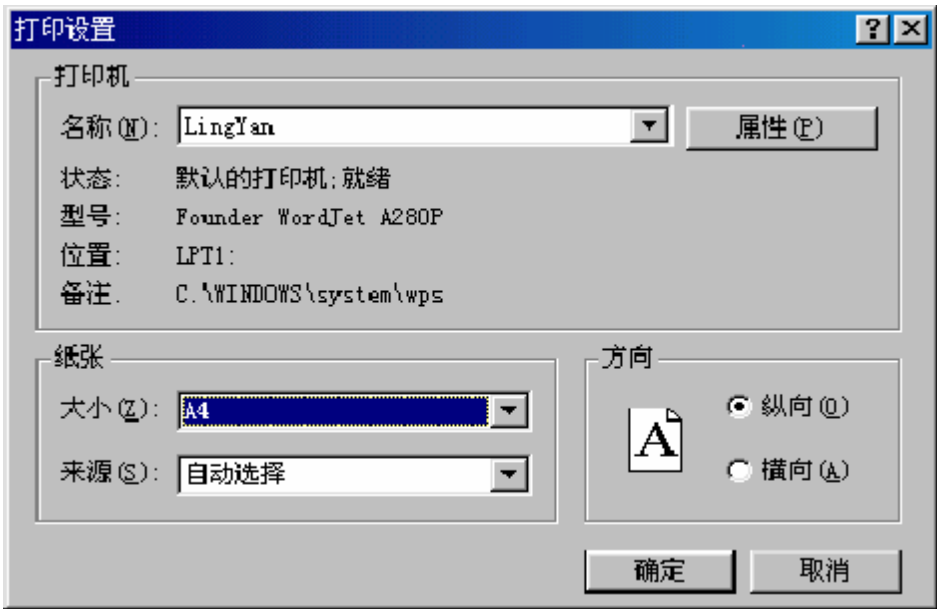 打印设置
打印机
名称(N): LingYan 属性(P)
状态: 默认的打印机;就绪
型号: Founder WordJet A280P
位置: LPT1:
备注. C.\WINDOWS\system\wps
纸张
大小(Z): A4
来源(S): 自动选择
方向
A
纵向(O)
横向(A)
确定 取消